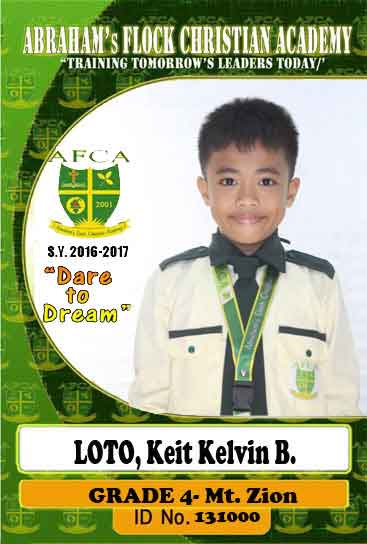 ABRAHAM's FLOCK CHRISTIAN ACADEMY
"TRAINING TOMORROW'S LEADERS TODAY/'
AFCA
2001
S.Y. 2016-2017
"Dare
to
Dream"
LOTO, Keit Kelvin B.
GRADE 4- Mt. Zion
ID No. 131000